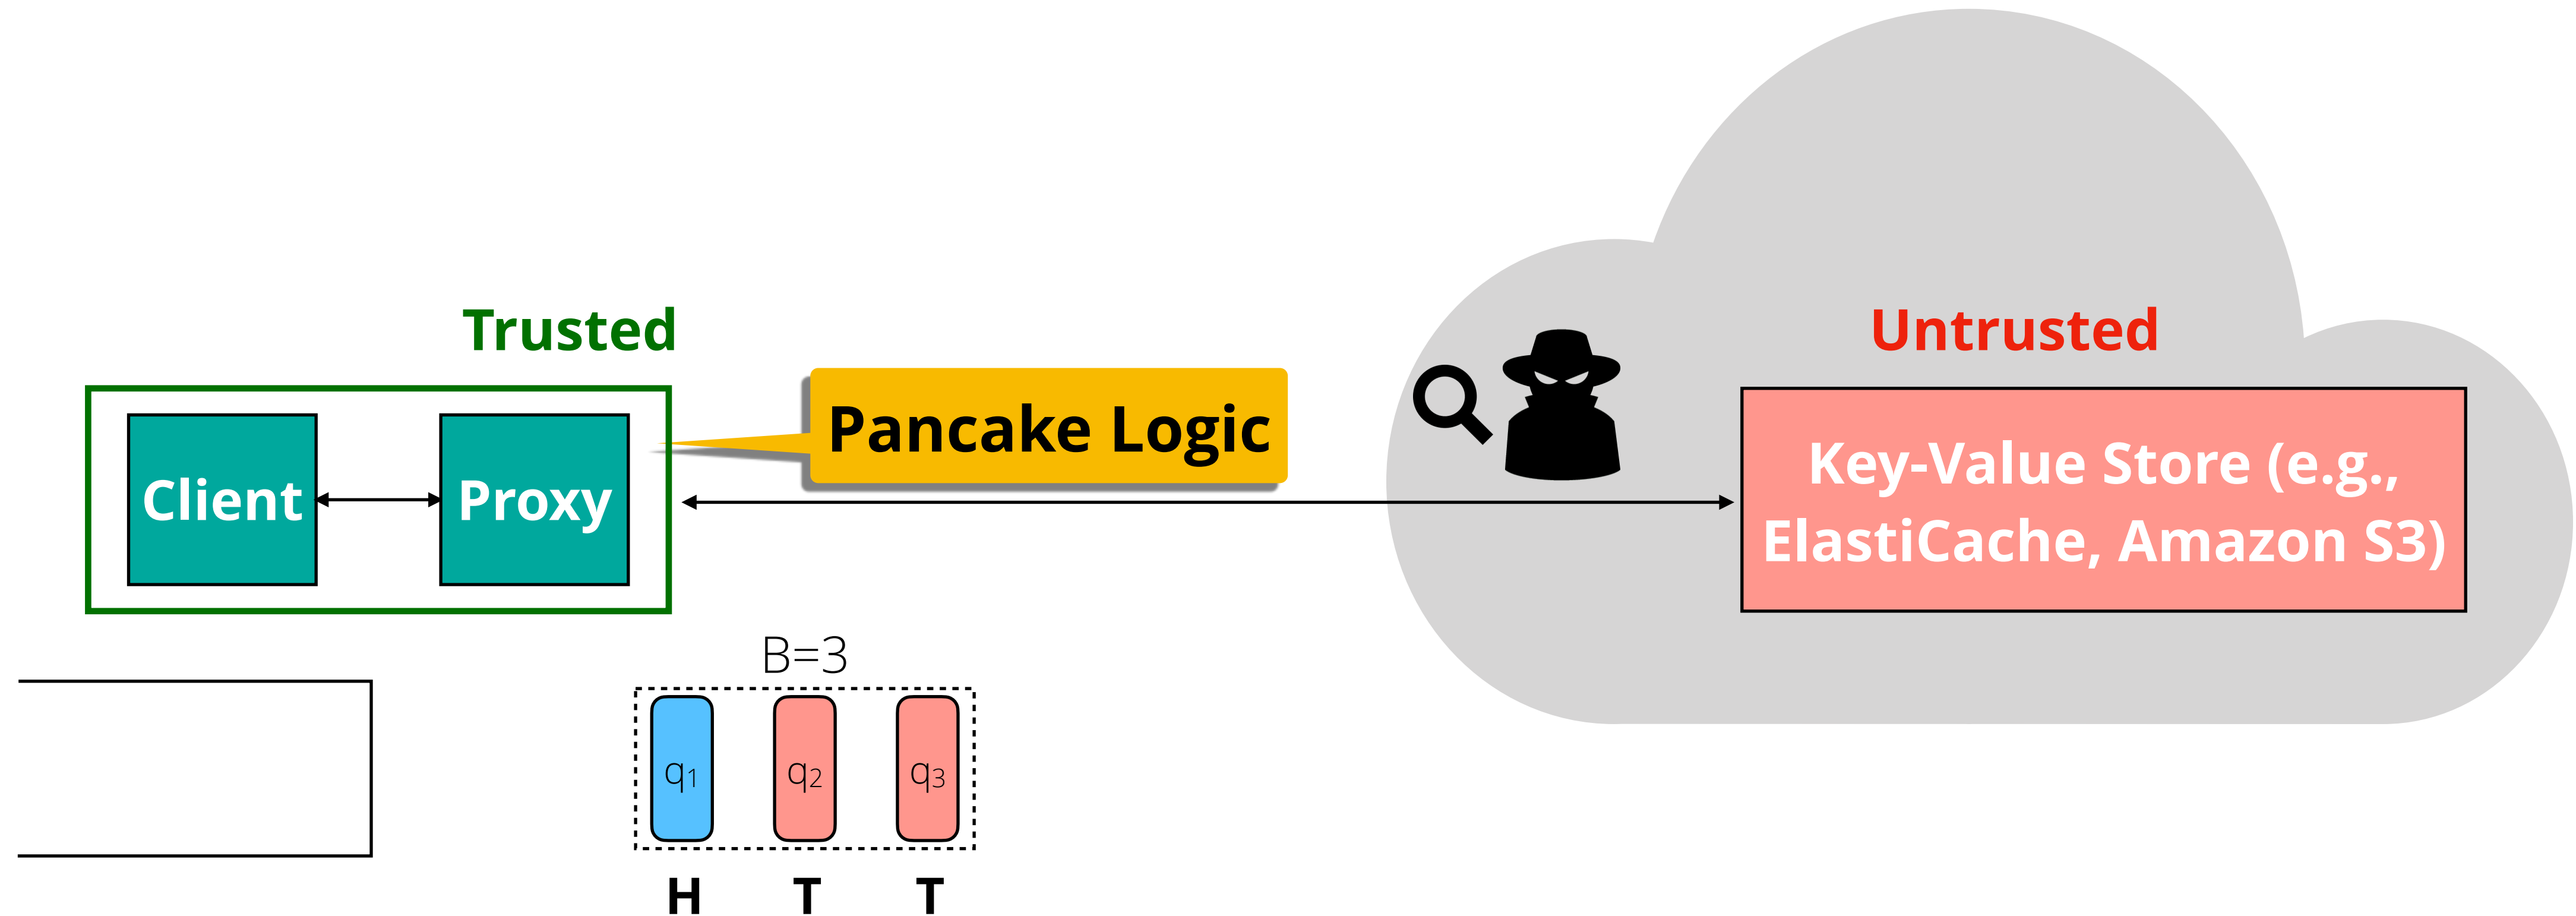 Trusted
Untrusted
Pancake Logic
Client
Proxy
Key-Value Store (e.g.,
ElastiCache, Amazon S3)
B=3
q₁ q₂ q₃
H T T